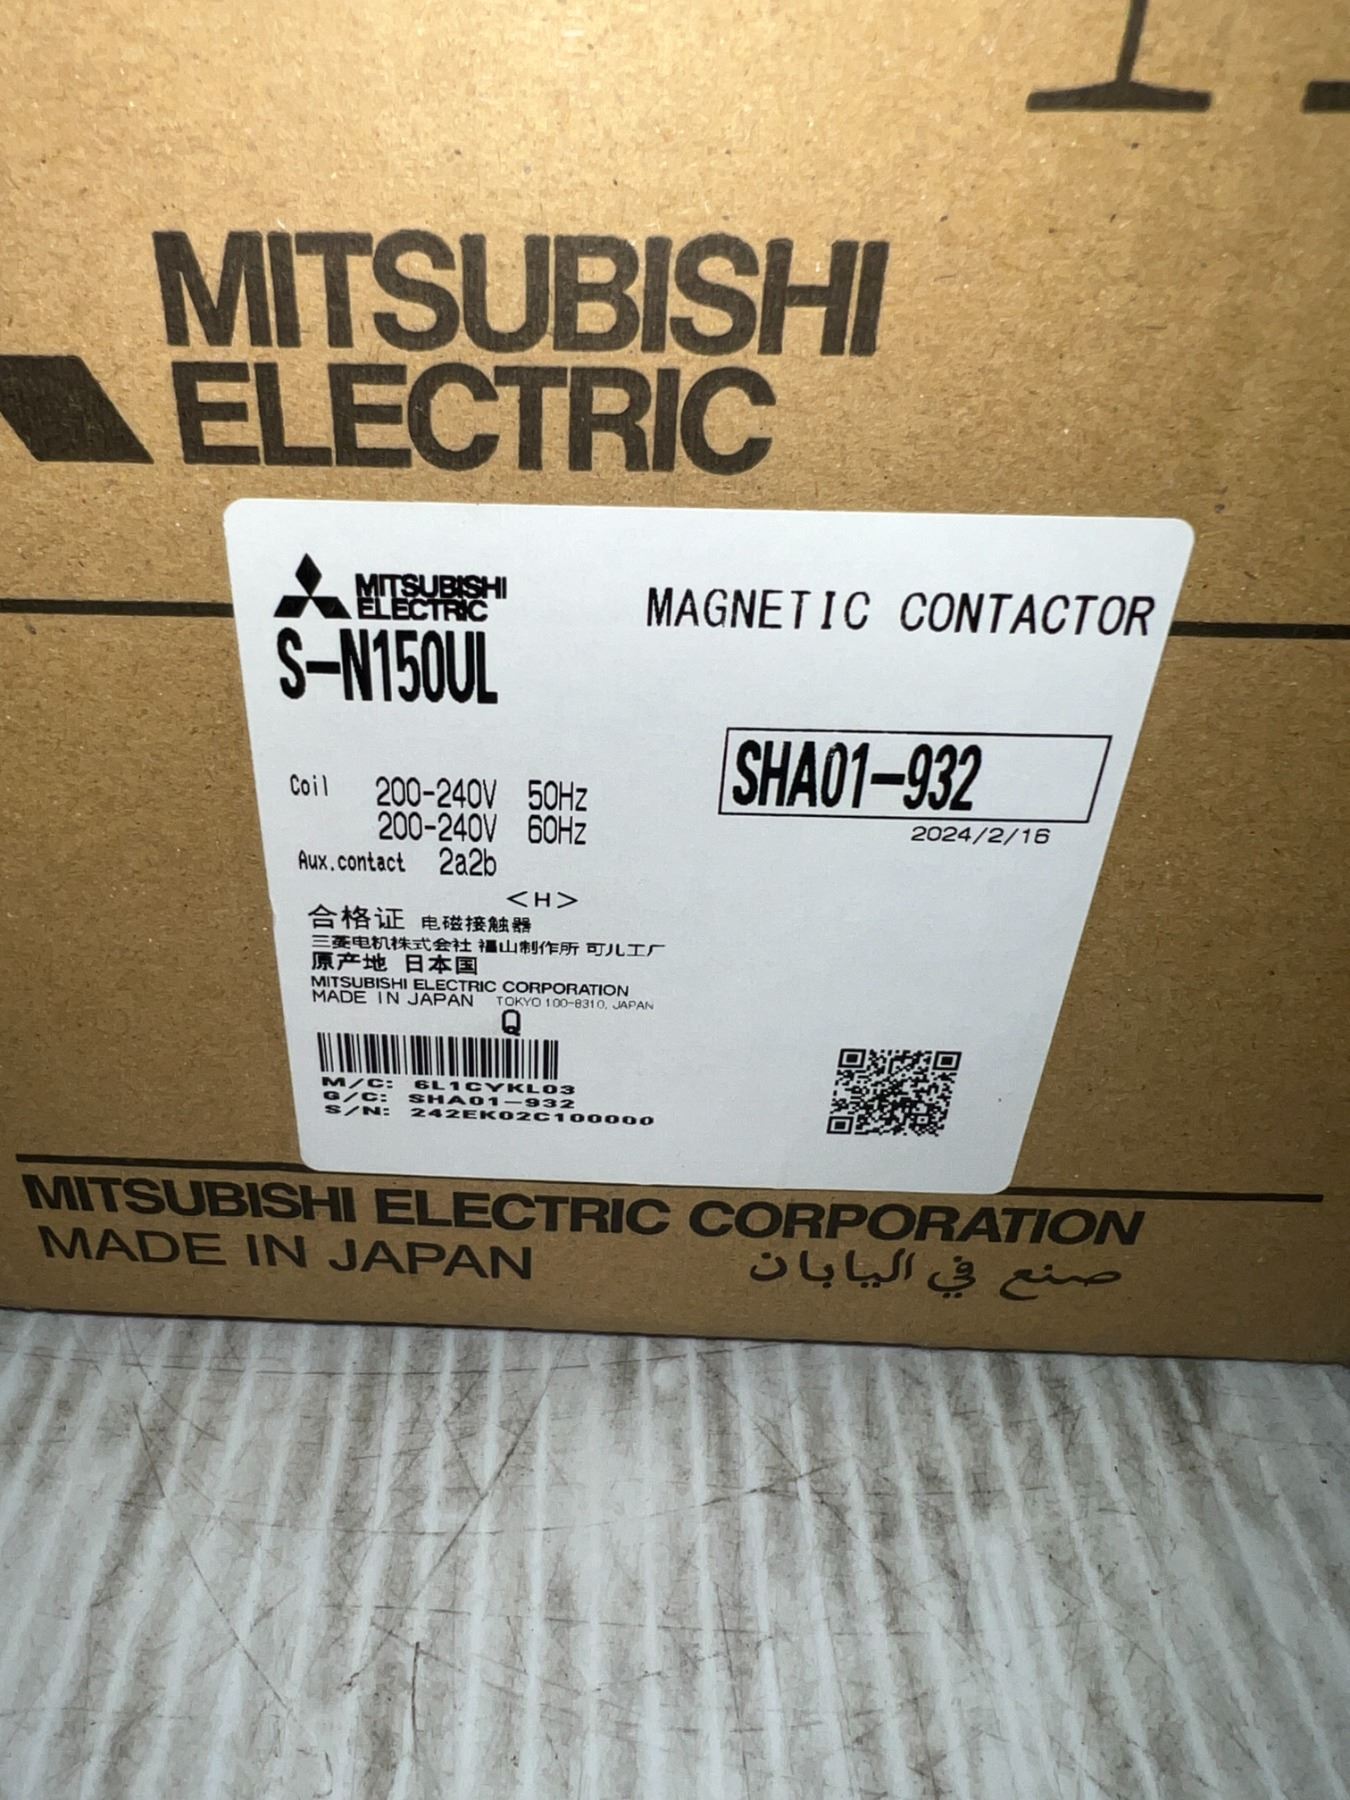 MITSUBISHI
ELECTRIC
MITSUBISHI
ELECTRIC
MAGNETIC CONTACTOR
S-N150UL
SHA01-932
2024/2/16
Coil 200-240V 50Hz
200-240V 60Hz
Aux.contact 2a2b
<H>
合格证 电磁接触器
三菱电机株式会社 福山制作所 可儿工厂
原产地 日本国
MITSUBISHI ELECTRIC CORPORATION
MADE IN JAPAN TOKYO 100-8310, JAPAN
Q
M/C: 6L1CYKL03
G/C: SHA01-932
S/N: 242EK02C100000
MITSUBISHI ELECTRIC CORPORATION
MADE IN JAPAN صنع في اليابان